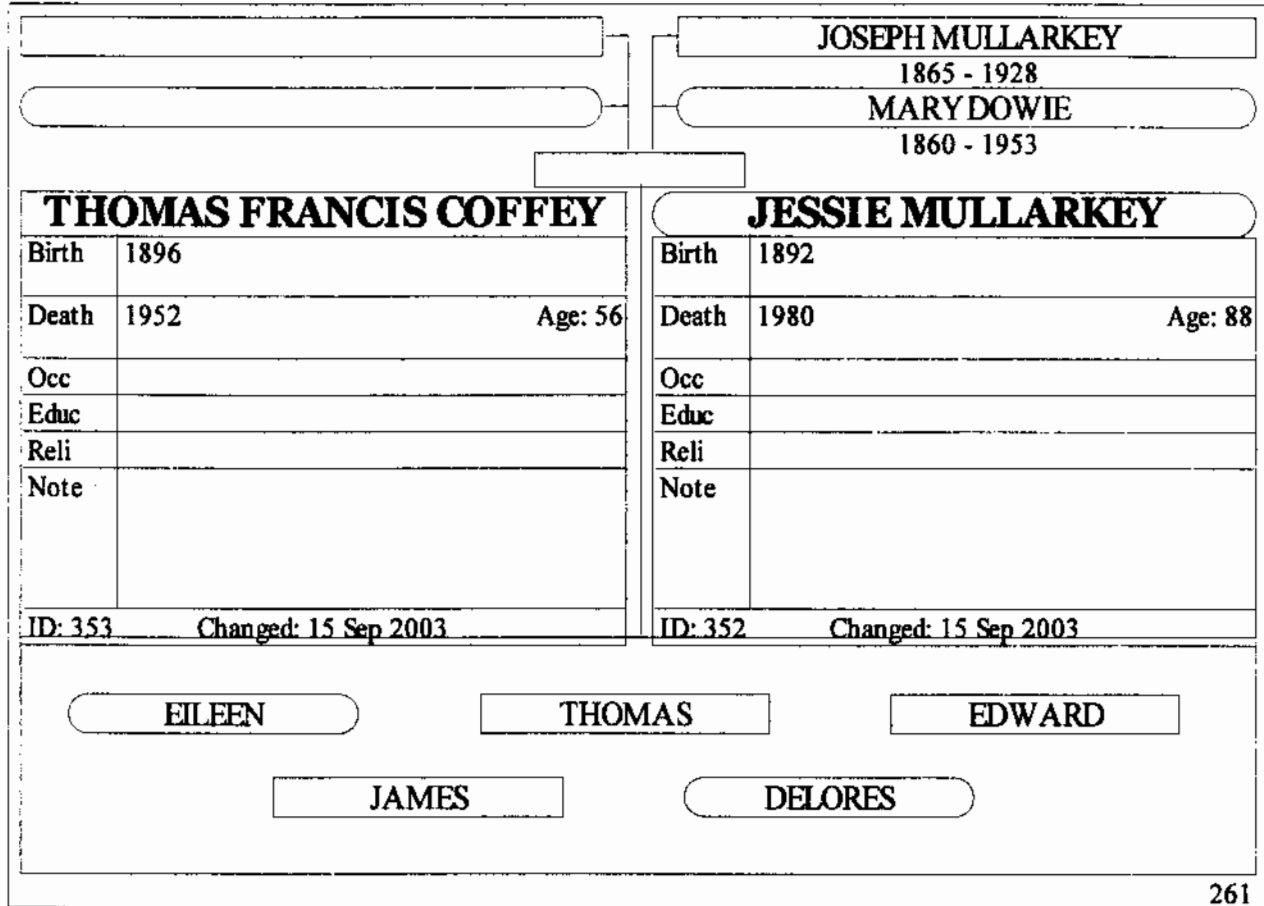 JOSEPH MULLARKEY
1865 - 1928
MARY DOWIE
1860 - 1953
THOMAS FRANCIS COFFEY
Birth 1896
Death 1952 Age: 56
Occ
Educ
Reli
Note
ID: 353 Changed: 15 Sep 2003
JESSIE MULLARKEY
Birth 1892
Death 1980 Age: 88
Occ
Educ
Reli
Note
ID: 352 Changed: 15 Sep 2003
EILEEN THOMAS EDWARD
JAMES DELORES
261